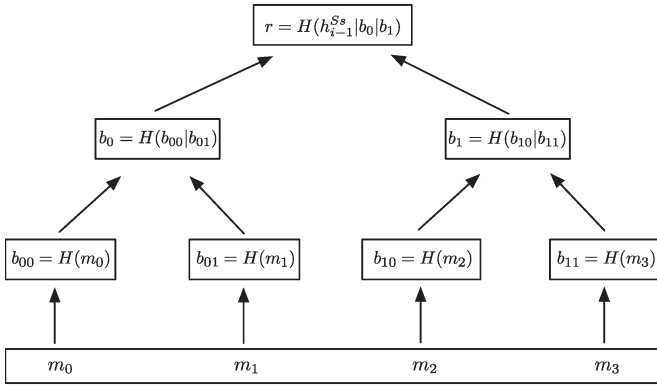 r = H(h_{i-1}^{Ss}|b_0|b_1)
b_0 = H(b_{00}|b_{01})
b_1 = H(b_{10}|b_{11})
b_{00} = H(m_0)
b_{01} = H(m_1)
b_{10} = H(m_2)
b_{11} = H(m_3)
m_0
m_1
m_2
m_3